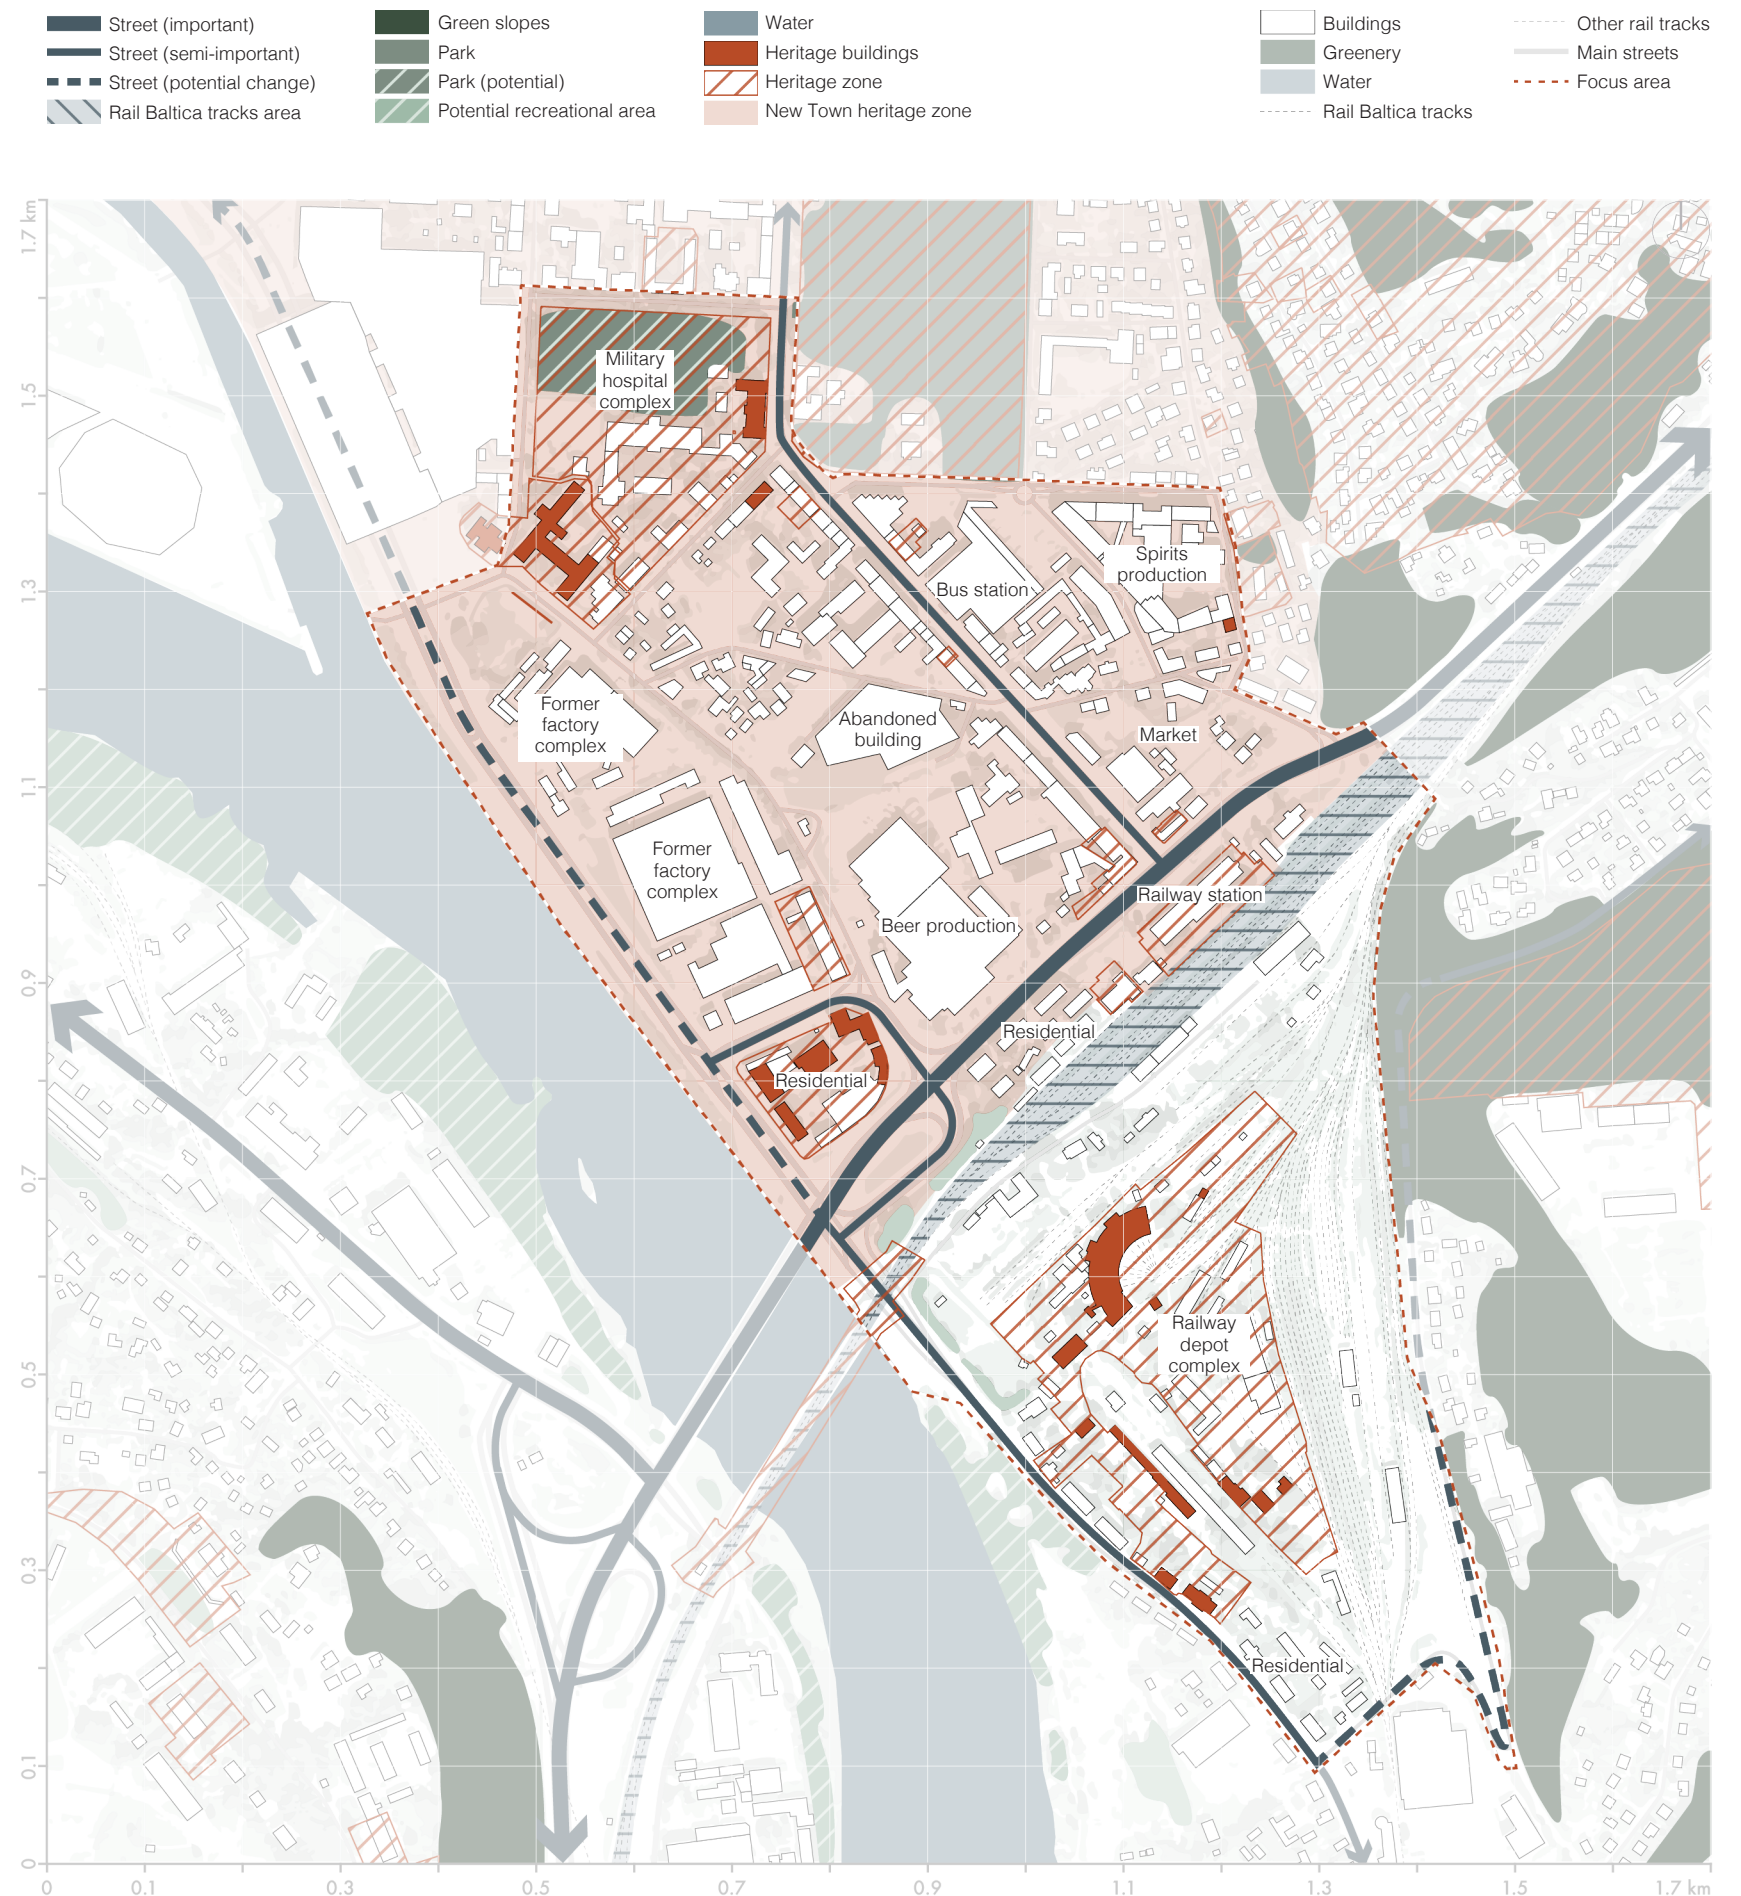 Street (important)
Street (semi-important)
Street (potential change)
Rail Baltica tracks area
Green slopes
Park
Park (potential)
Potential recreational area
Water
Heritage buildings
Heritage zone
New Town heritage zone
Buildings
Greenery
Water
Rail Baltica tracks
Other rail tracks
Main streets
Focus area
1.7 km
1.5
1.3
1.1
0.9
0.7
0.5
0.3
0.1
0
Military
hospital
complex
Spirits
production
Bus station
Former
factory
complex
Abandoned
building
Market
Former
factory
complex
Railway station
Beer production
Residential
Residential
Railway
depot
complex
Residential
0
0.1
0.3
0.5
0.7
0.9
1.1
1.3
1.5
1.7 km